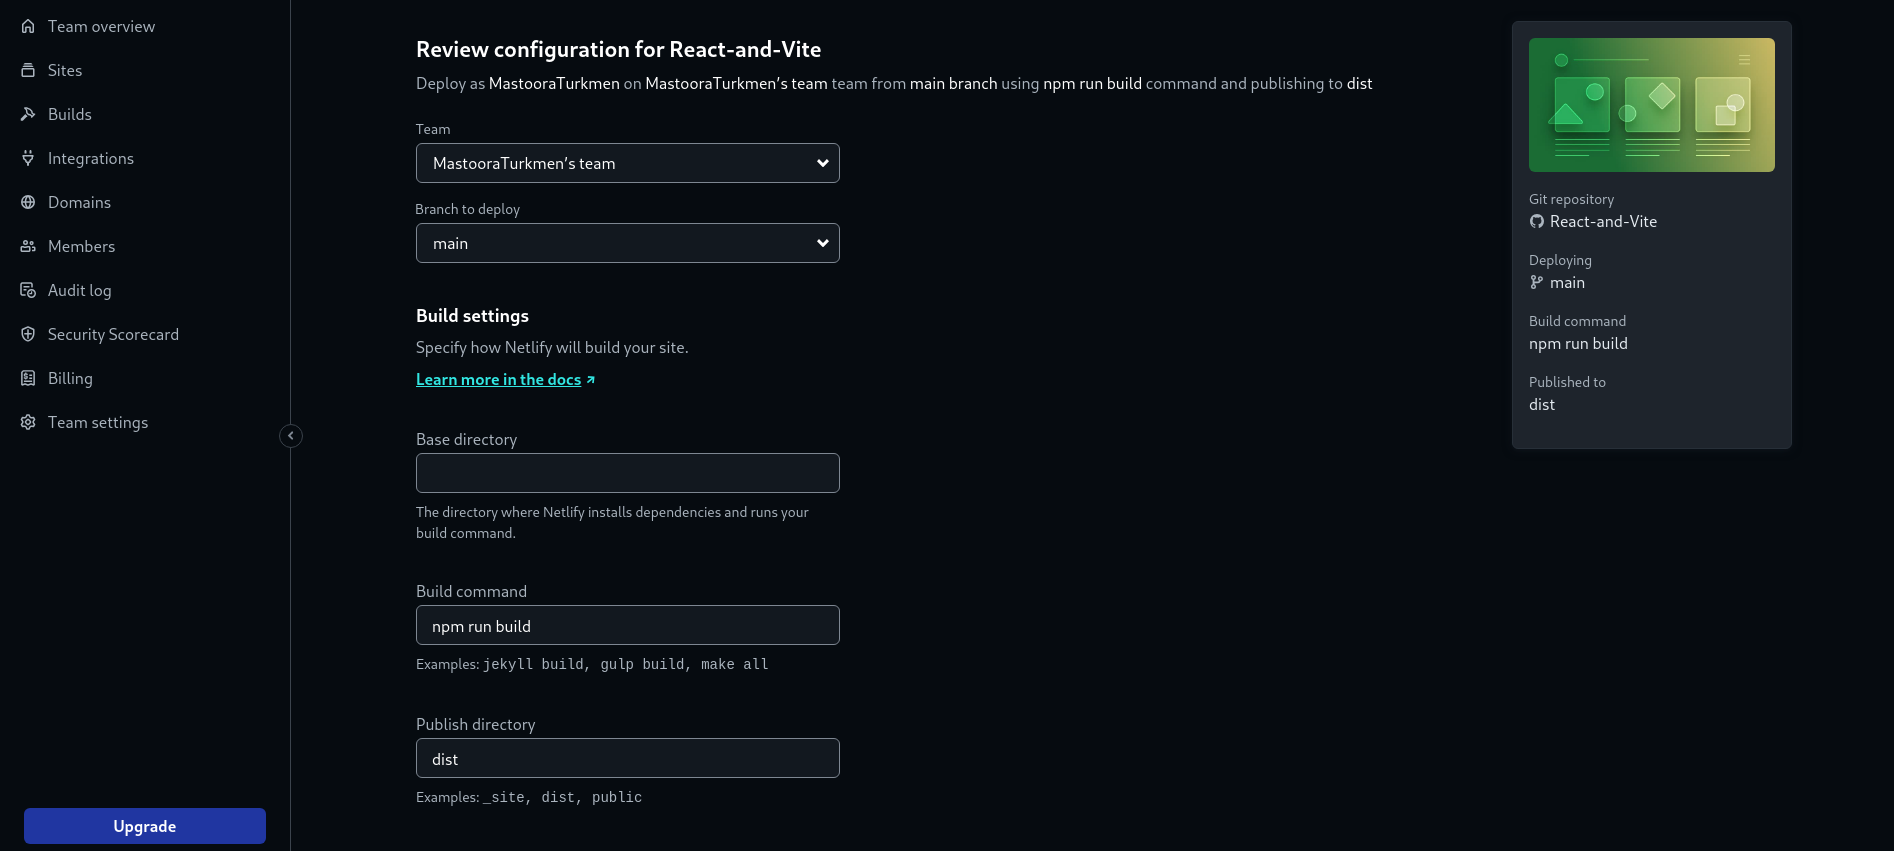 Team overview
Sites
Builds
Integrations
Domains
Members
Audit log
Security Scorecard
Billing
Team settings
Upgrade
Review configuration for React-and-Vite
Deploy as MastooraTurkmen on MastooraTurkmen’s team team from main branch using npm run build command and publishing to dist
Team
MastooraTurkmen’s team
Branch to deploy
main
Build settings
Specify how Netlify will build your site.
Learn more in the docs
Base directory
The directory where Netlify installs dependencies and runs your
build command.
Build command
npm run build
Examples: jekyll build, gulp build, make all
Publish directory
dist
Examples: _site, dist, public
Git repository
React-and-Vite
Deploying
main
Build command
npm run build
Published to
dist